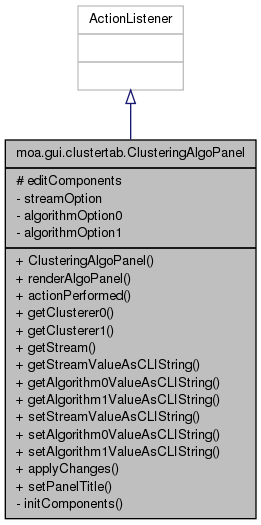 ActionListener
moa.gui.clustertab.ClusteringAlgoPanel
# editComponents
- streamOption
- algorithmOption0
- algorithmOption1
+ ClusteringAlgoPanel()
+ renderAlgoPanel()
+ actionPerformed()
+ getClusterer0()
+ getClusterer1()
+ getStream()
+ getStreamValueAsCLIString()
+ getAlgorithm0ValueAsCLIString()
+ getAlgorithm1ValueAsCLIString()
+ setStreamValueAsCLIString()
+ setAlgorithm0ValueAsCLIString()
+ setAlgorithm1ValueAsCLIString()
+ applyChanges()
+ setPanelTitle()
- initComponents()